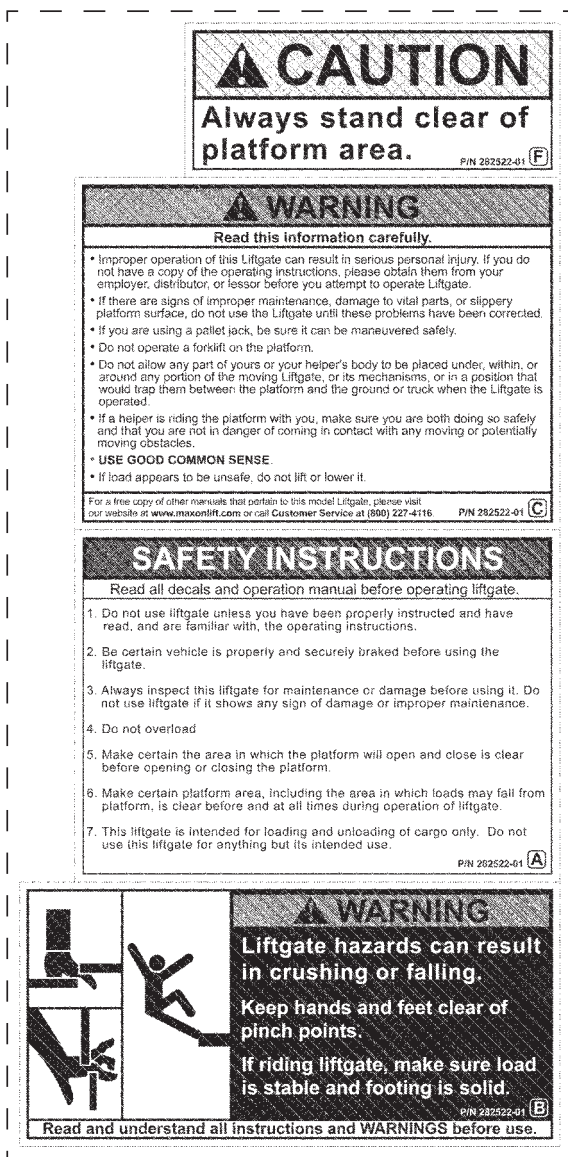 CAUTION
Always stand clear of
platform area.
P/N 282522-01 F
WARNING
Read this information carefully.
• Improper operation of this Liftgate can result in serious personal injury. If you do
not have a copy of the operating instructions, please obtain them from your
employer, distributor, or lessor before you attempt to operate Liftgate.
• If there are signs of improper maintenance, damage to vital parts, or slippery
platform surface, do not use the Liftgate until these problems have been corrected.
• If you are using a pallet jack, be sure it can be maneuvered safely.
• Do not operate a forklift on the platform.
• Do not allow any part of yours or your helper's body to be placed under, within, or
around any portion of the moving Liftgate, or its mechanisms, or in a position that
would trap them between the platform and the ground or truck when the Liftgate is
operated.
• If a helper is riding the platform with you, make sure you are both doing so safely
and that you are not in danger of coming in contact with any moving or potentially
moving obstacles.
• USE GOOD COMMON SENSE.
• If load appears to be unsafe, do not lift or lower it.
For a free copy of other manuals that pertain to this model Liftgate, please visit
our website at www.maxonlift.com or call Customer Service at (800) 227-4116. P/N 282522-01 C
SAFETY INSTRUCTIONS
Read all decals and operation manual before operating liftgate.
1. Do not use liftgate unless you have been properly instructed and have
read, and are familiar with, the operating instructions.
2. Be certain vehicle is properly and securely braked before using the
liftgate.
3. Always inspect this liftgate for maintenance or damage before using it. Do
not use liftgate if it shows any sign of damage or improper maintenance.
4. Do not overload
5. Make certain the area in which the platform will open and close is clear
before opening or closing the platform.
6. Make certain platform area, including the area in which loads may fall from
platform, is clear before and at all times during operation of liftgate.
7. This liftgate is intended for loading and unloading of cargo only. Do not
use this liftgate for anything but its intended use.
P/N 282522-01 A
WARNING
Liftgate hazards can result
in crushing or falling.
Keep hands and feet clear of
pinch points.
If riding liftgate, make sure load
is stable and footing is solid.
P/N 282522-01 B
Read and understand all instructions and WARNINGS before use.